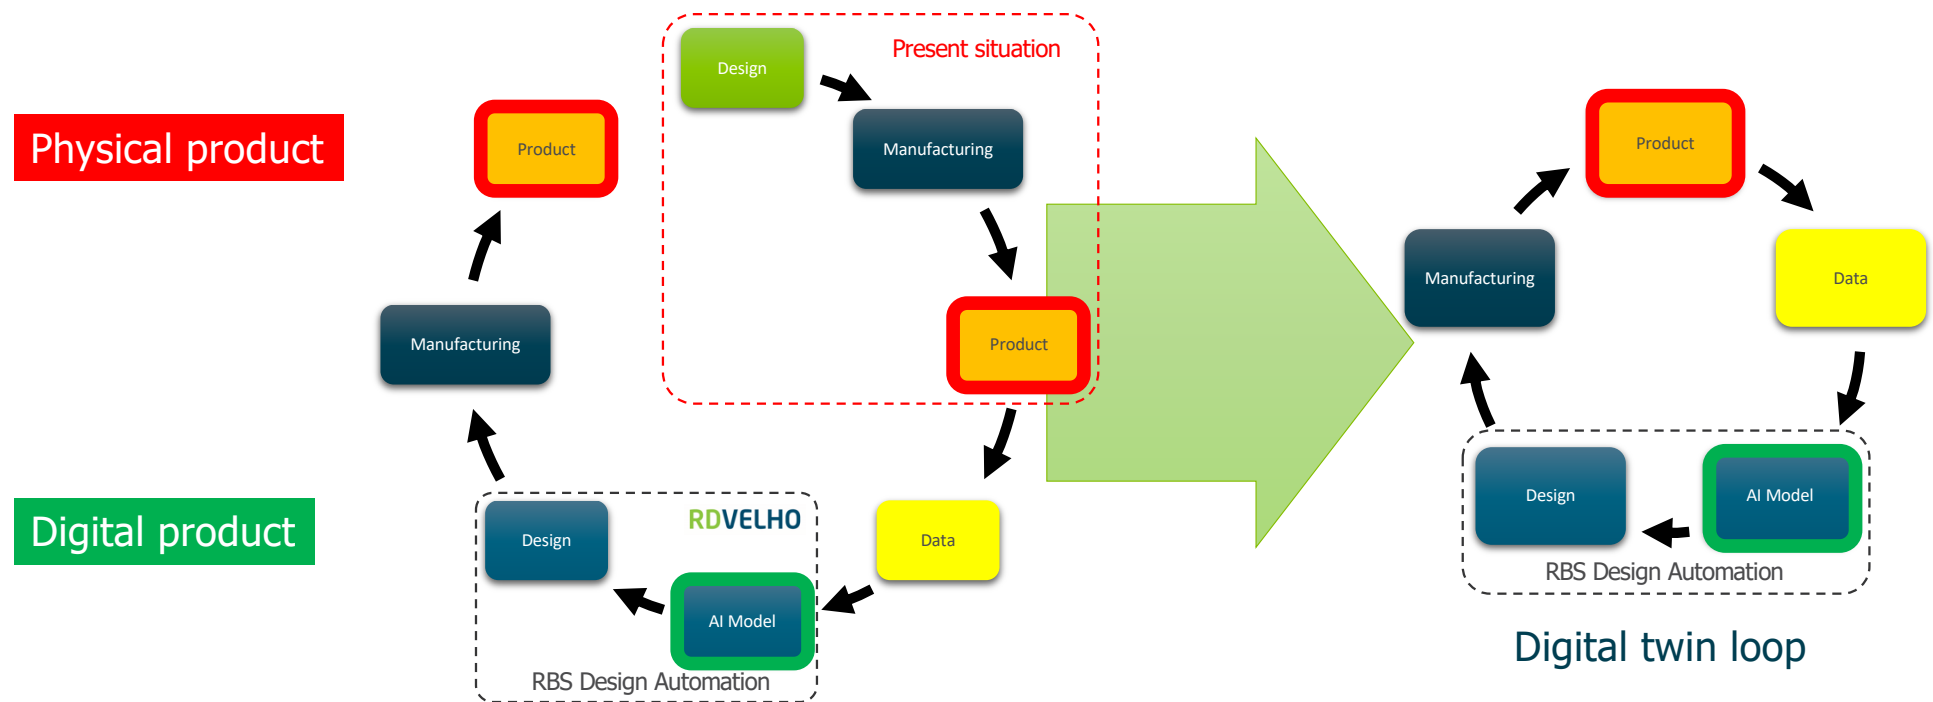 Present situation
Design
Physical product
Product
Manufacturing
Manufacturing
Product
Digital product
Design
RDVELHO
Data
AI Model
RBS Design Automation
Product
Manufacturing
Data
Design
AI Model
RBS Design Automation
Digital twin loop